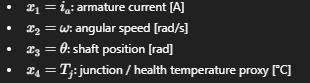 • x₁ = iₐ: armature current [A]
• x₂ = ω: angular speed [rad/s]
• x₃ = θ: shaft position [rad]
• x₄ = Tⱼ: junction / health temperature proxy [°C]